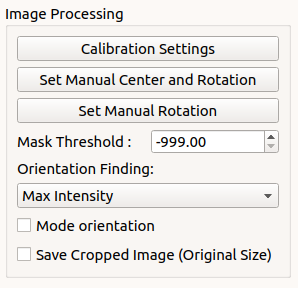 Image Processing
Calibration Settings
Set Manual Center and Rotation
Set Manual Rotation
Mask Threshold : -999.00
Orientation Finding:
Max Intensity
Mode orientation
Save Cropped Image (Original Size)